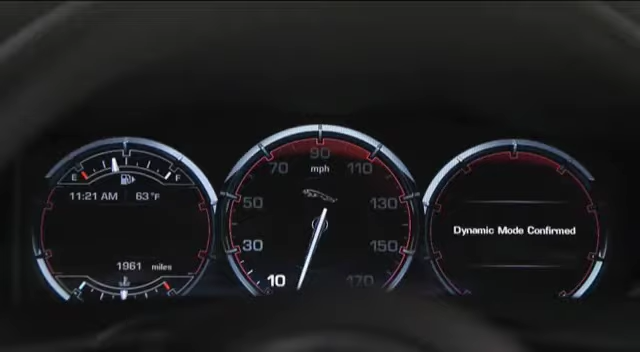 E F
11:21 AM 63°F
1961 miles
90
70 110
mph
50 130
30 150
10 170
Dynamic Mode Confirmed